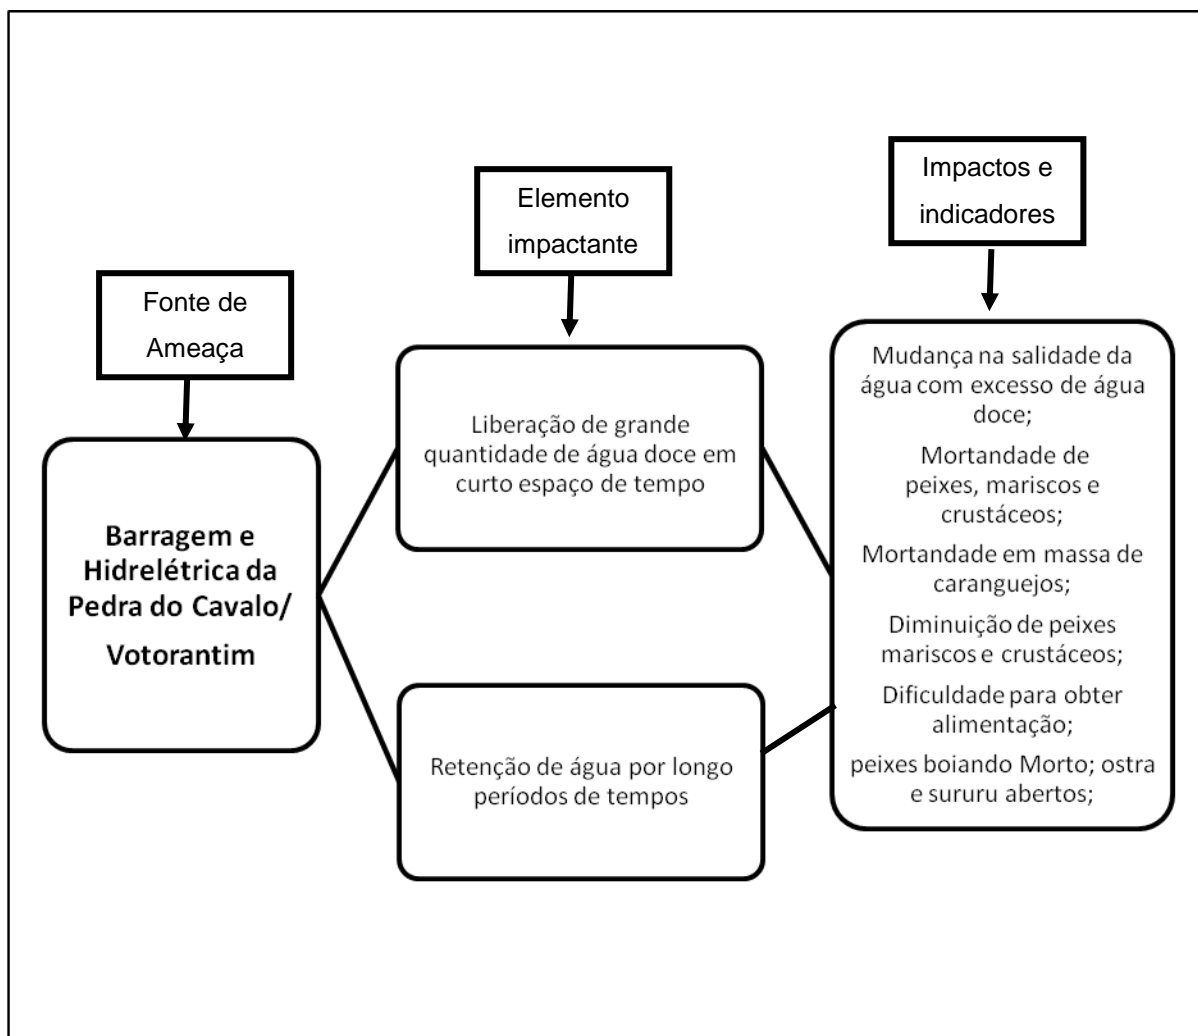 Fonte de
Ameaça
Barragem e
Hidrelétrica da
Pedra do Cavalo/
Votorantim
Elemento
impactante
Liberação de grande
quantidade de água doce em
curto espaço de tempo
Retenção de água por longo
períodos de tempos
Impactos e
indicadores
Mudança na salidade da
água com excesso de água
doce;
Mortandade de
peixes, mariscos e
crustáceos;
Mortandade em massa de
caranguejos;
Diminuição de peixes
mariscos e crustáceos;
Dificuldade para obter
alimentação;
peixes boiando Morto; ostra
e sururu abertos;